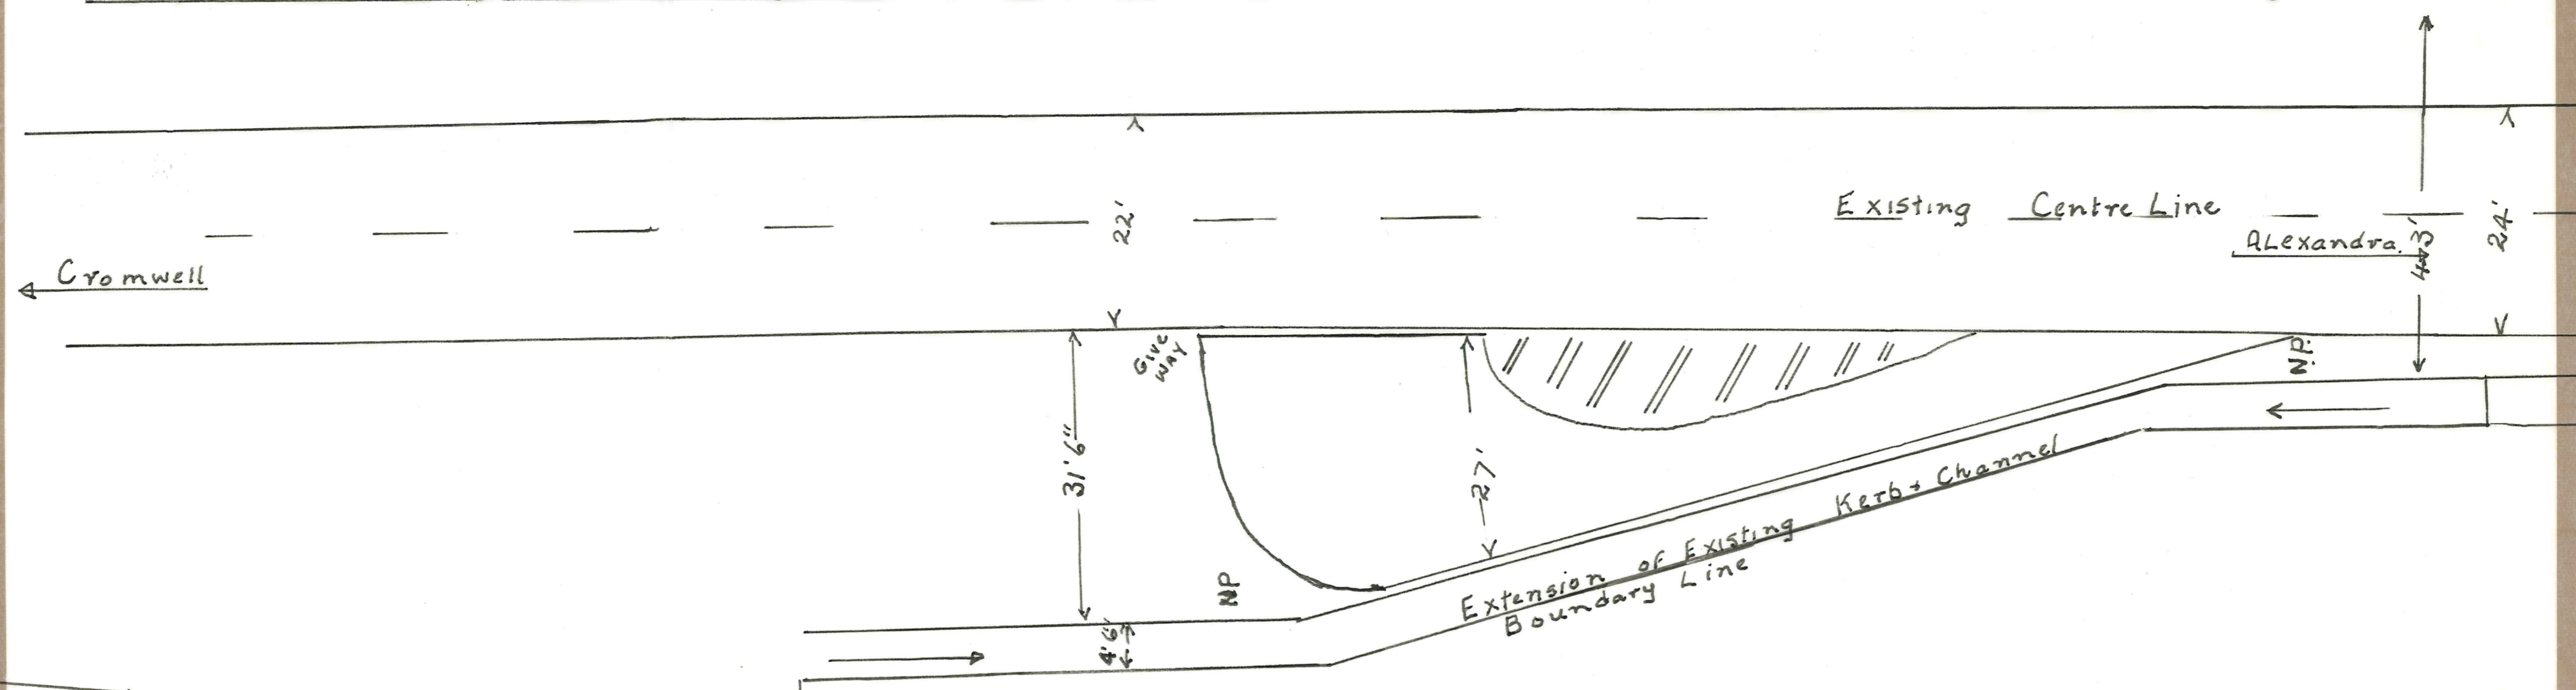 Existing Centre Line
22'
Alexandra.
43'
24'
Cromwell
GIVE
WAY
N.P.
31'6"
27'
Kerb + Channel
Extension of Existing
Boundary Line
NP
4'6"